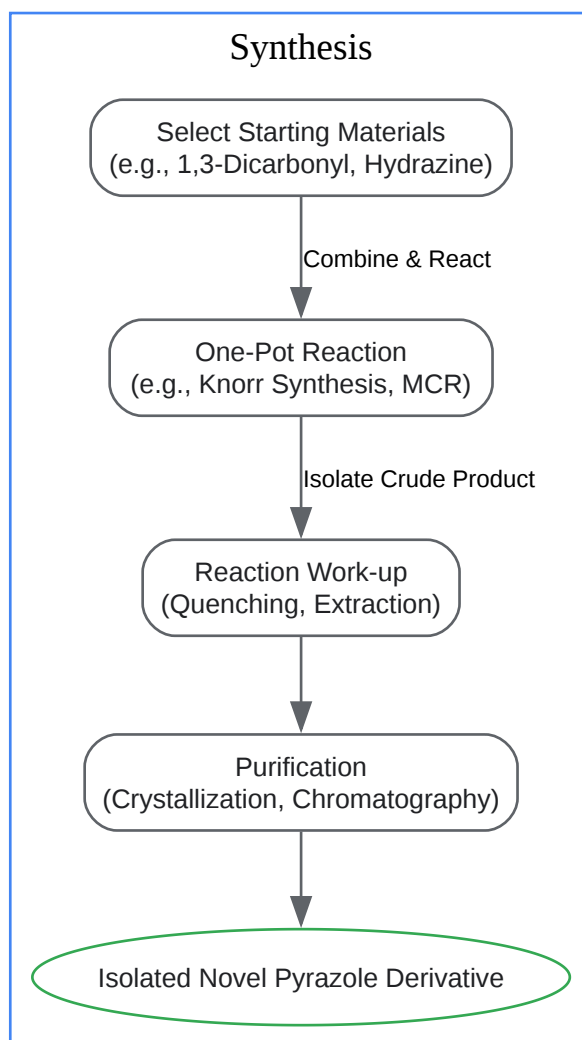 Synthesis
Select Starting Materials
(e.g., 1,3-Dicarbonyl, Hydrazine)
Combine & React
One-Pot Reaction
(e.g., Knorr Synthesis, MCR)
Isolate Crude Product
Reaction Work-up
(Quenching, Extraction)
Purification
(Crystallization, Chromatography)
Isolated Novel Pyrazole Derivative